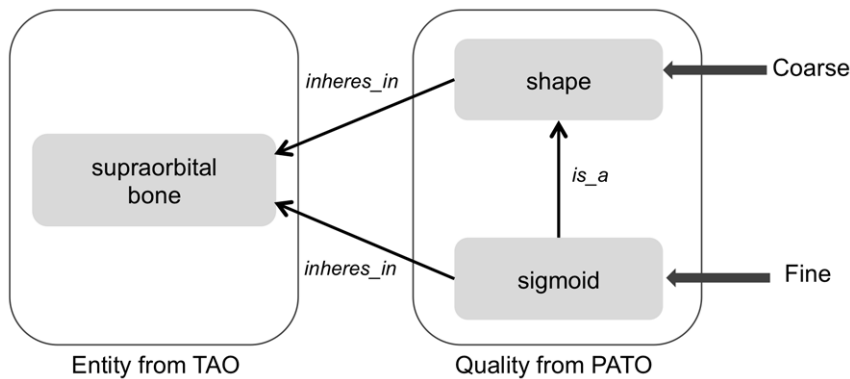 inheres_in
shape
Coarse
supraorbital
bone
is_a
inheres_in
sigmoid
Fine
Entity from TAO
Quality from PATO